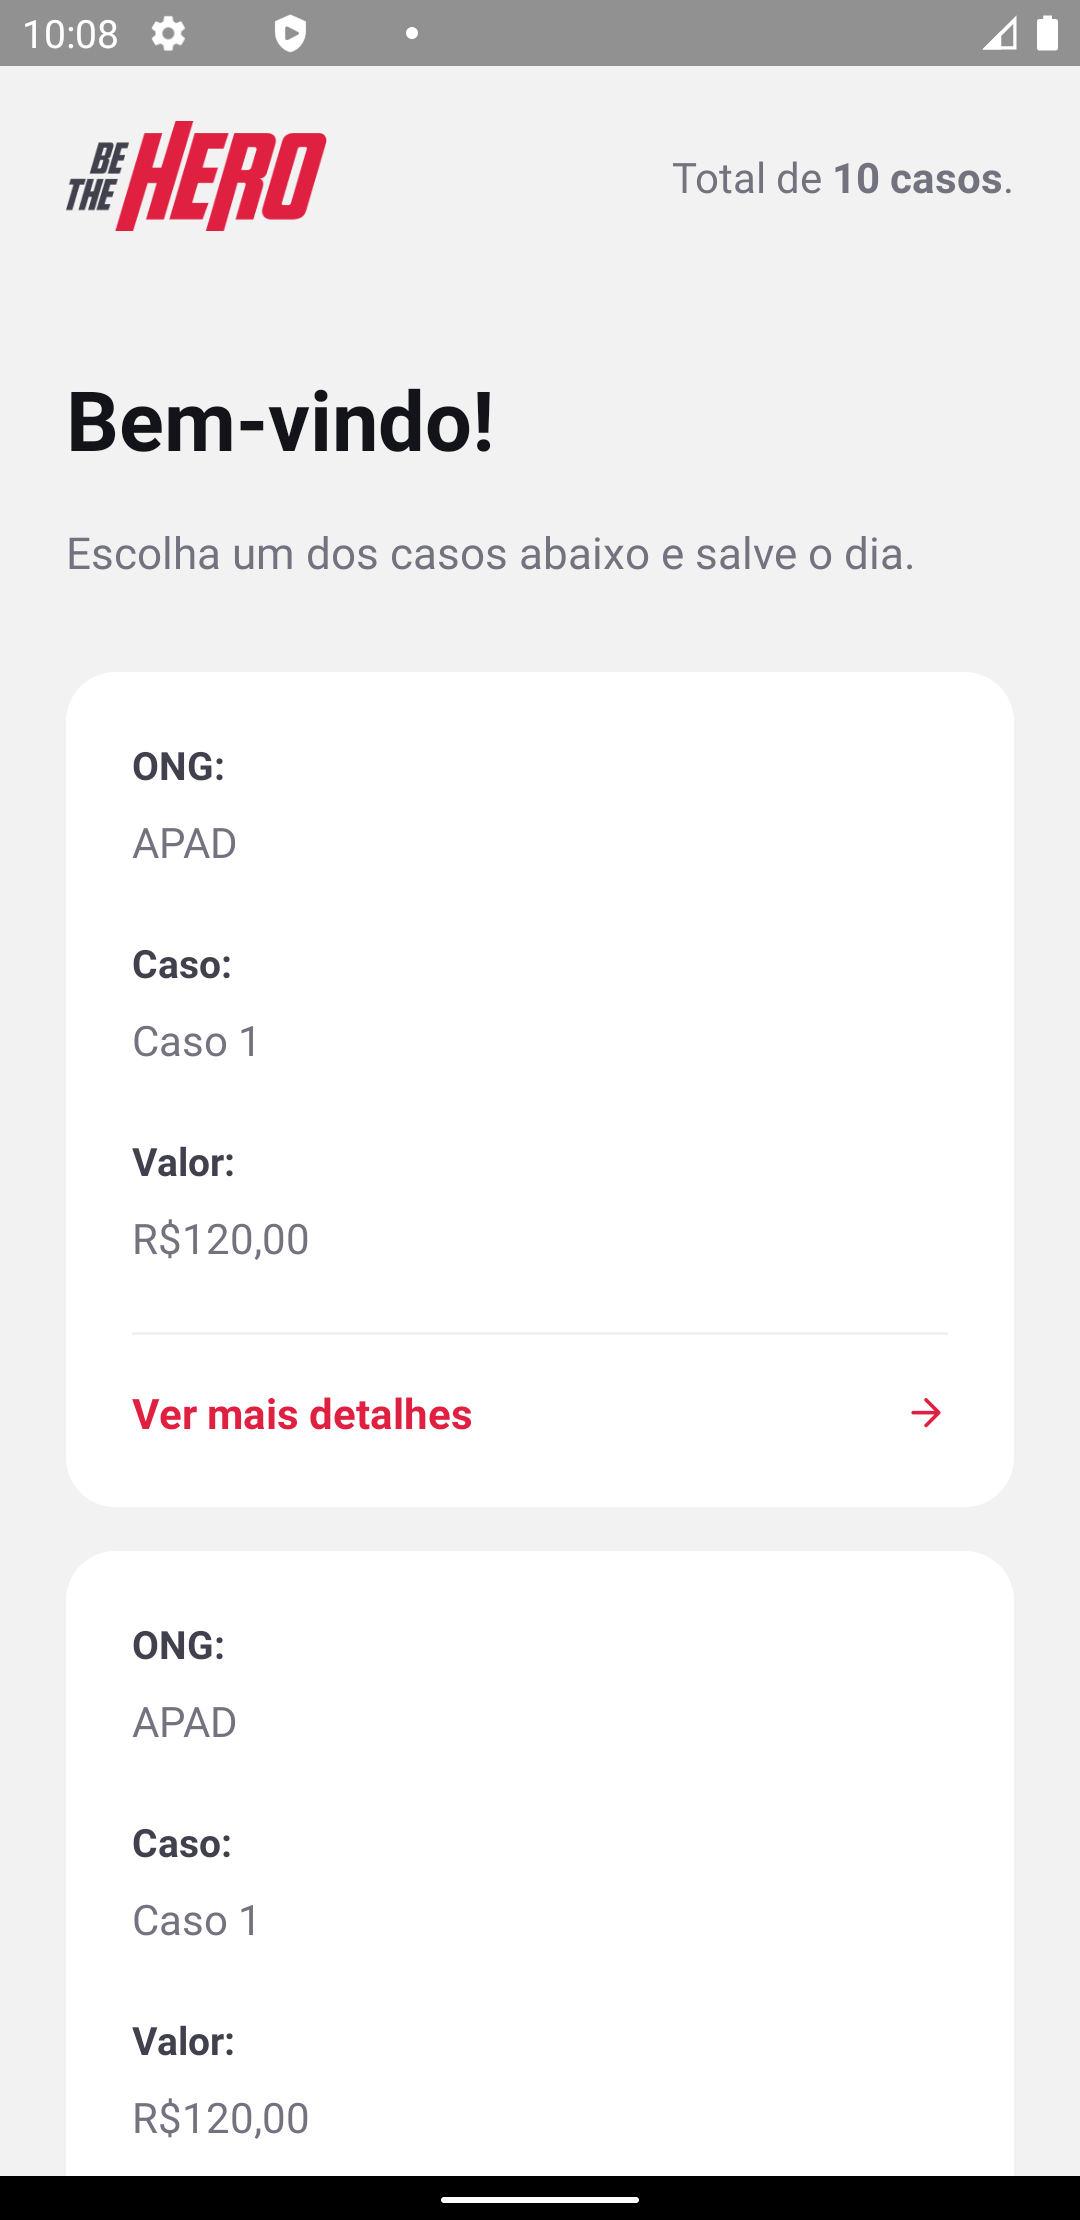 10:08
BE
THE HERO
Total de 10 casos.
Bem-vindo!
Escolha um dos casos abaixo e salve o dia.
ONG:
APAD
Caso:
Caso 1
Valor:
R$120,00
Ver mais detalhes
ONG:
APAD
Caso:
Caso 1
Valor:
R$120,00